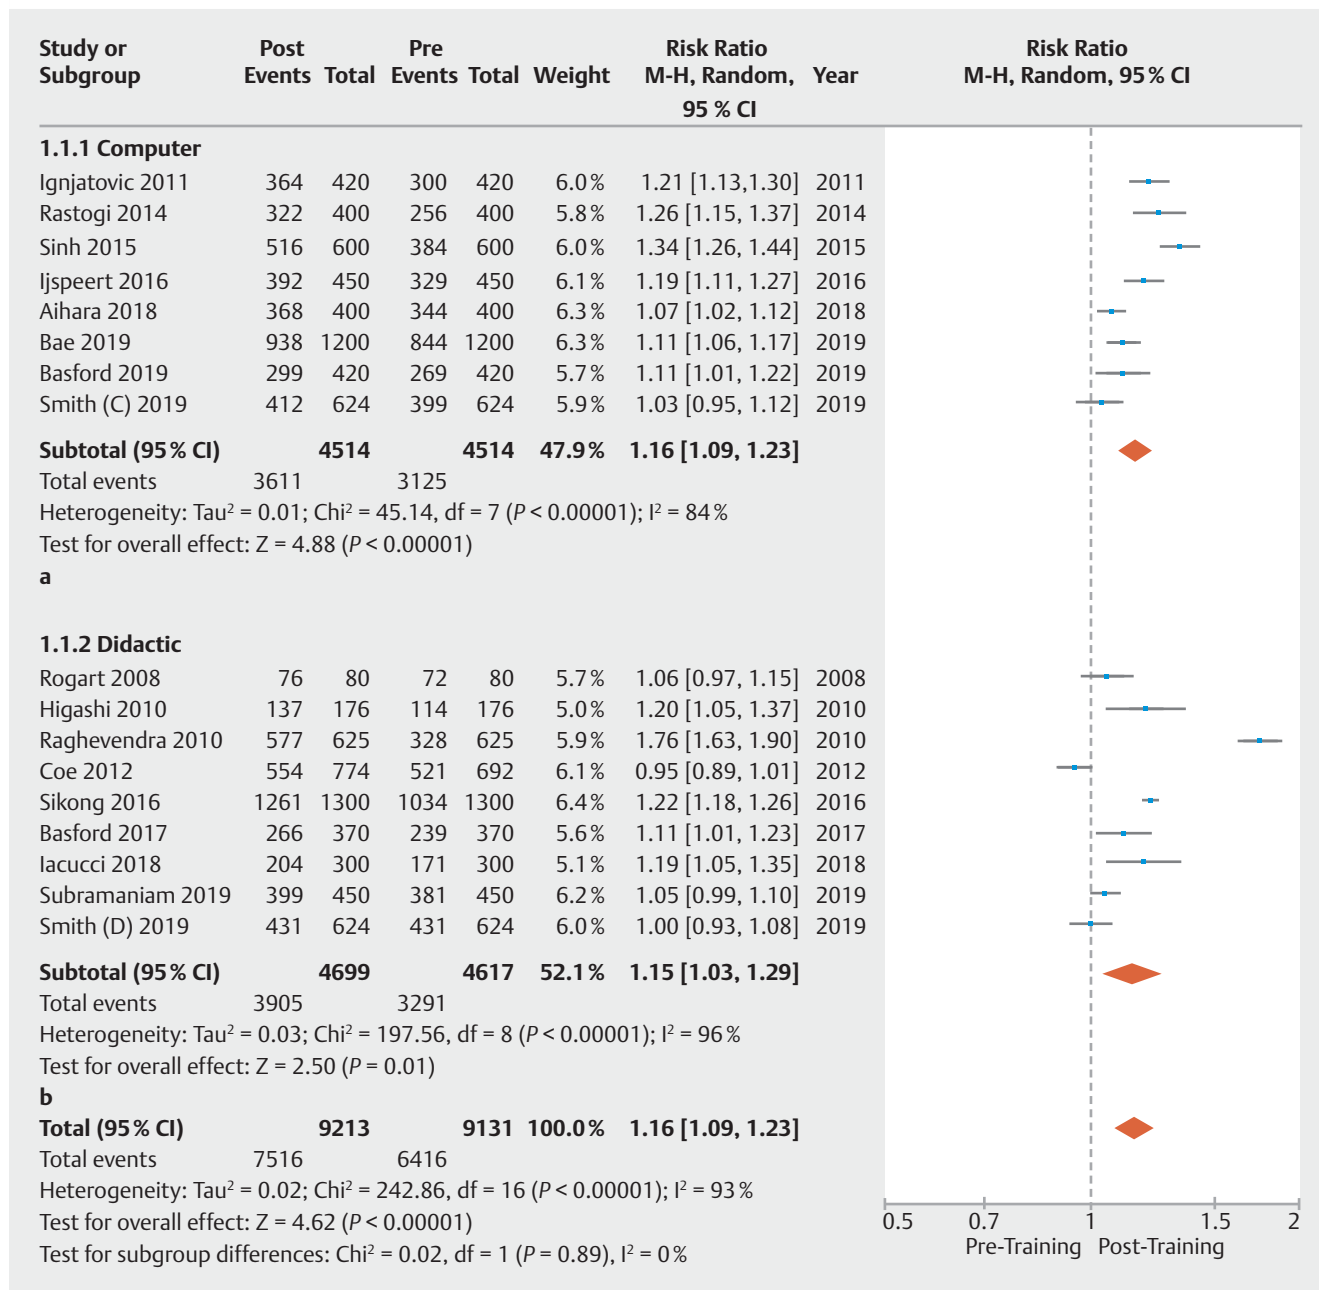 Study or Post Pre Risk Ratio Risk Ratio
Subgroup Events Total Events Total Weight M-H, Random, Year M-H, Random, 95 % CI
95 % CI
1.1.1 Computer
Ignjatovic 2011 364 420 300 420 6.0 % 1.21 [1.13,1.30] 2011
Rastogi 2014 322 400 256 400 5.8 % 1.26 [1.15, 1.37] 2014
Sinh 2015 516 600 384 600 6.0 % 1.34 [1.26, 1.44] 2015
Ijspeert 2016 392 450 329 450 6.1 % 1.19 [1.11, 1.27] 2016
Aihara 2018 368 400 344 400 6.3 % 1.07 [1.02, 1.12] 2018
Bae 2019 938 1200 844 1200 6.3 % 1.11 [1.06, 1.17] 2019
Basford 2019 299 420 269 420 5.7 % 1.11 [1.01, 1.22] 2019
Smith (C) 2019 412 624 399 624 5.9 % 1.03 [0.95, 1.12] 2019
Subtotal (95 % CI) 4514 4514 47.9 % 1.16 [1.09, 1.23]
Total events 3611 3125
Heterogeneity: Tau² = 0.01; Chi² = 45.14, df = 7 (P < 0.00001); I² = 84 %
Test for overall effect: Z = 4.88 (P < 0.00001)
a
1.1.2 Didactic
Rogart 2008 76 80 72 80 5.7 % 1.06 [0.97, 1.15] 2008
Higashi 2010 137 176 114 176 5.0 % 1.20 [1.05, 1.37] 2010
Raghevendra 2010 577 625 328 625 5.9 % 1.76 [1.63, 1.90] 2010
Coe 2012 554 774 521 692 6.1 % 0.95 [0.89, 1.01] 2012
Sikong 2016 1261 1300 1034 1300 6.4 % 1.22 [1.18, 1.26] 2016
Basford 2017 266 370 239 370 5.6 % 1.11 [1.01, 1.23] 2017
Iacucci 2018 204 300 171 300 5.1 % 1.19 [1.05, 1.35] 2018
Subramaniam 2019 399 450 381 450 6.2 % 1.05 [0.99, 1.10] 2019
Smith (D) 2019 431 624 431 624 6.0 % 1.00 [0.93, 1.08] 2019
Subtotal (95 % CI) 4699 4617 52.1 % 1.15 [1.03, 1.29]
Total events 3905 3291
Heterogeneity: Tau² = 0.03; Chi² = 197.56, df = 8 (P < 0.00001); I² = 96 %
Test for overall effect: Z = 2.50 (P = 0.01)
b
Total (95 % CI) 9213 9131 100.0 % 1.16 [1.09, 1.23]
Total events 7516 6416
Heterogeneity: Tau² = 0.02; Chi² = 242.86, df = 16 (P < 0.00001); I² = 93 %
Test for overall effect: Z = 4.62 (P < 0.00001)
Test for subgroup differences: Chi² = 0.02, df = 1 (P = 0.89), I² = 0 %
0.5 0.7 1 1.5 2
Pre-Training Post-Training